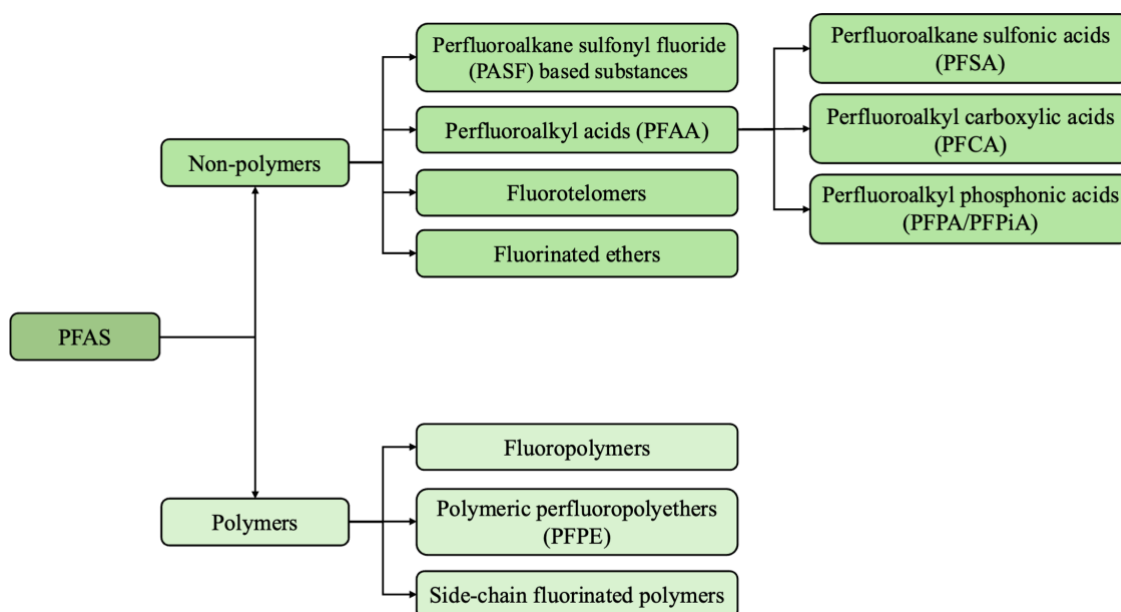 Perfluoroalkane sulfonyl fluoride
(PASF) based substances
Perfluoroalkane sulfonic acids
(PFSA)
Perfluoroalkyl acids (PFAA)
Perfluoroalkyl carboxylic acids
(PFCA)
Non-polymers
Fluorotelomers
Perfluoroalkyl phosphonic acids
(PFPA/PFPiA)
Fluorinated ethers
PFAS
Fluoropolymers
Polymers
Polymeric perfluoropolyethers
(PFPE)
Side-chain fluorinated polymers